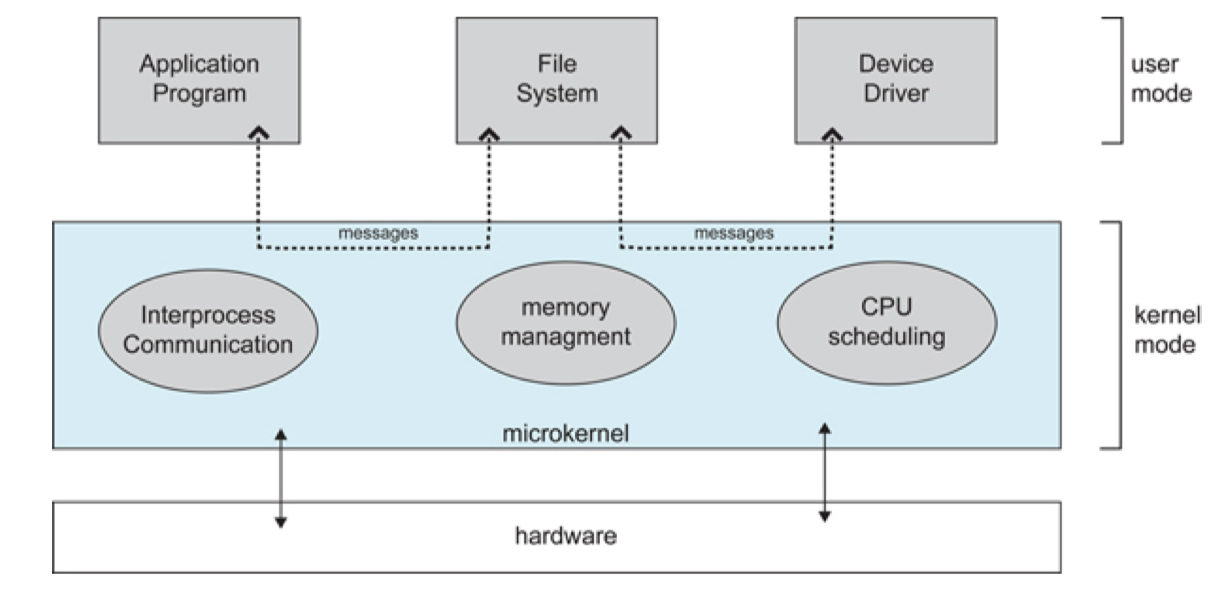 Application
Program
File
System
Device
Driver
user
mode
messages
messages
Interprocess
Communication
memory
managment
CPU
scheduling
kernel
mode
microkernel
hardware